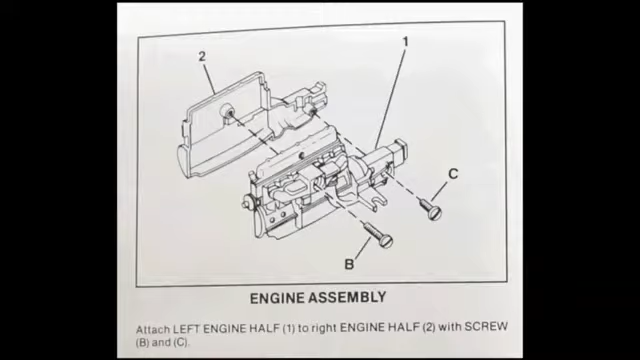 2
1
C
B
ENGINE ASSEMBLY
Attach LEFT ENGINE HALF (1) to right ENGINE HALF (2) with SCREW
(B) and (C).